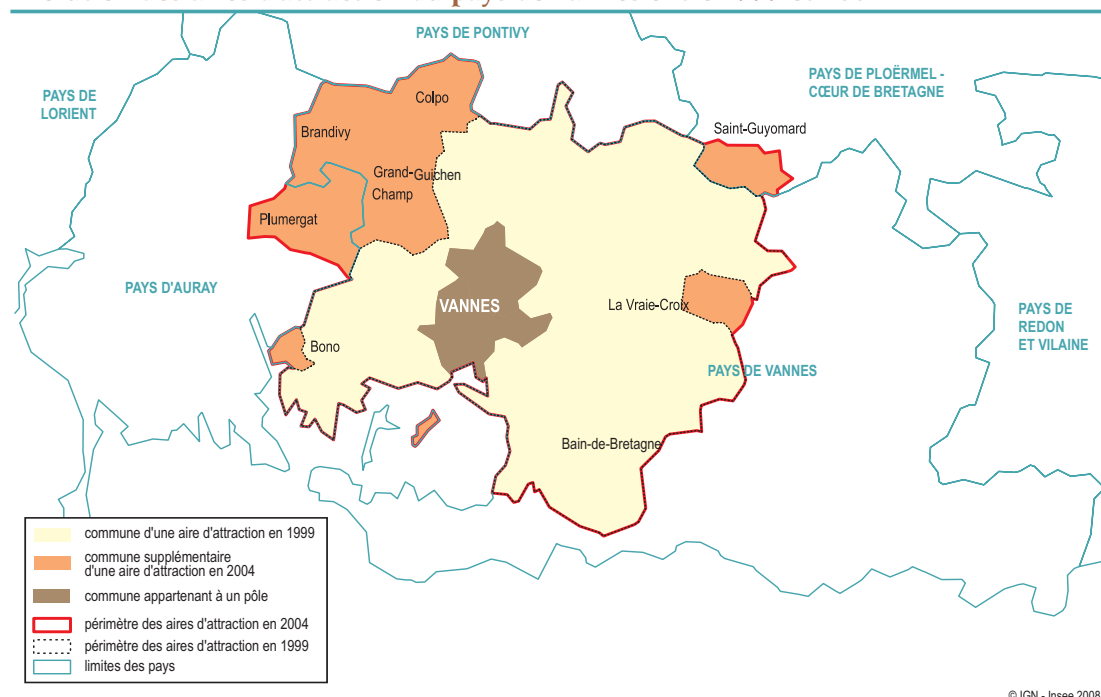 PAYS DE PONTIVY
PAYS DE PLOËRMEL -
CŒUR DE BRETAGNE
PAYS DE
LORIENT
Colpo
Brandivy
Saint-Guyomard
Grand-Guichen
Champ
Plumergat
PAYS D'AURAY
VANNES
La Vraie-Croix
PAYS DE
REDON
ET VILAINE
Bono
PAYS DE VANNES
Bain-de-Bretagne
commune d'une aire d'attraction en 1999
commune supplémentaire
d'une aire d'attraction en 2004
commune appartenant à un pôle
périmètre des aires d'attraction en 2004
périmètre des aires d'attraction en 1999
limites des pays
© IGN - Insee 2008